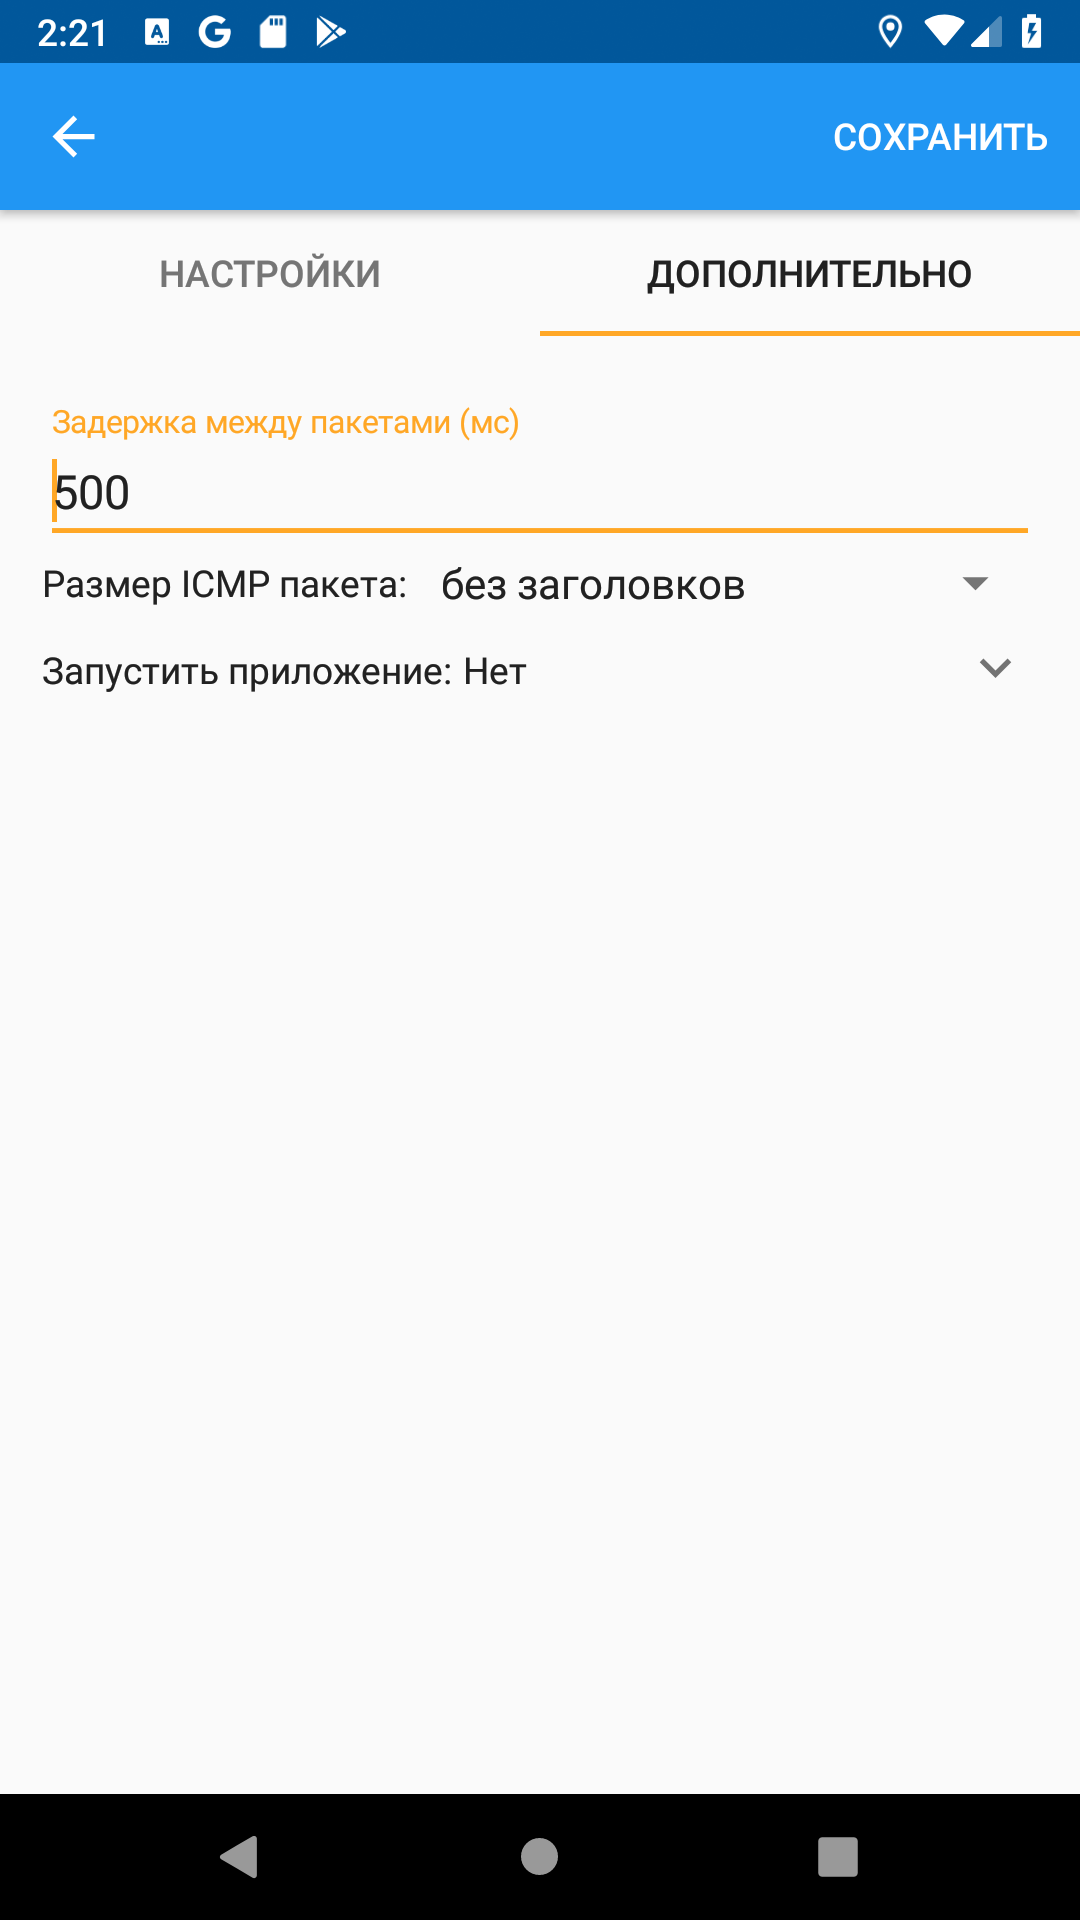 2:21
СОХРАНИТЬ
НАСТРОЙКИ
ДОПОЛНИТЕЛЬНО
Задержка между пакетами (мс)
500
Размер ICMP пакета: без заголовков
Запустить приложение: Нет